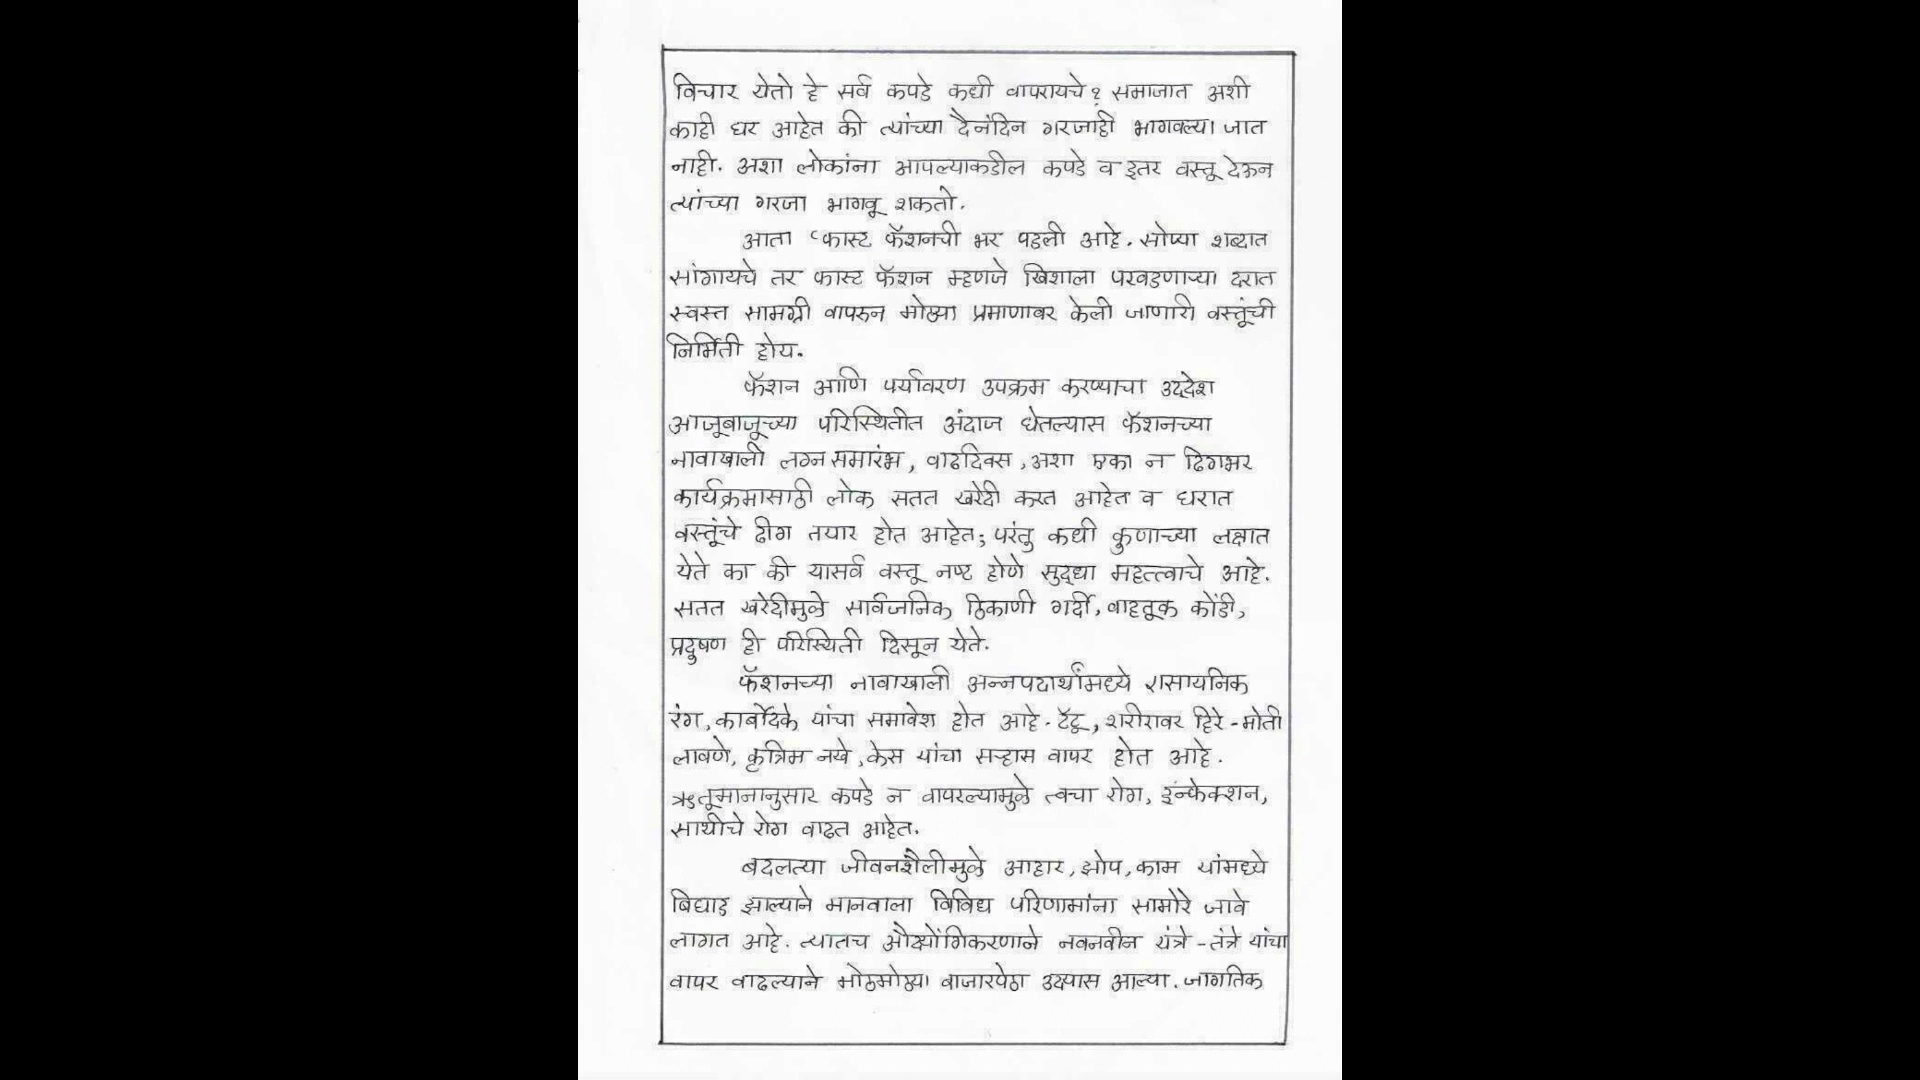 विचार येतो हे सर्व कपडे कधी वापरायचे? समाजात अशी
काही घर आहेत की त्यांच्या दैनंदिन गरजाही भागवल्या जात
नाही. अशा लोकांना आपल्याकडील कपडे व इतर वस्तू देऊन
त्यांच्या गरजा भागवू शकतो.
आता 'फास्ट फॅशनची भर पडली आहे. सोप्या शब्दात
सांगायचे तर फास्ट फॅशन म्हणजे खिशाला परवडणाऱ्या दरात
स्वस्त सामग्री वापरुन मोठ्या प्रमाणावर केली जाणारी वस्तूंची
निर्मिती होय.
फॅशन आणि पर्यावरण उपक्रम करण्याचा उद्देश
आजूबाजूच्या परिस्थितीत अंदाज घेतल्यास फॅशनच्या
नावाखाली लग्न समारंभ, वाढदिवस, अशा एका न ढिगभर
कार्यक्रमासाठी लोक सतत खरेदी करत आहेत व घरात
वस्तूंचे ढीग तयार होत आहेत; परंतु कधी कुणाच्या लक्षात
येते का की यासर्व वस्तू नष्ट होणे सुद्धा महत्त्वाचे आहे.
सतत खरेदीमुळे सार्वजनिक ठिकाणी गर्दी, वाहतूक कोंडी,
प्रदुषण ही परिस्थिती दिसून येते.
फॅशनच्या नावाखाली अन्नपदार्थांमध्ये रासायनिक
रंग, कार्बोदके यांचा समावेश होत आहे. टॅटू, शरीरावर हिरे-मोती
लावणे, कृत्रिम नखे, केस यांचा सऱ्हास वापर होत आहे.
ऋतूमानानुसार कपडे न वापरल्यामुळे त्वचा रोग, इन्फेक्शन,
साथीचे रोग वाढत आहेत.
बदलत्या जीवनशैलीमुळे आहार, झोप, काम यांमध्ये
बिघाड झाल्याने मानवाला विविध परिणामांना सामोरे जावे
लागत आहे. त्यातच औद्योगिकरणाने नवनवीन यंत्रे-तंत्रे यांचा
वापर वाढल्याने मोठमोठ्या बाजारपेठा उदयास आल्या. जागतिक